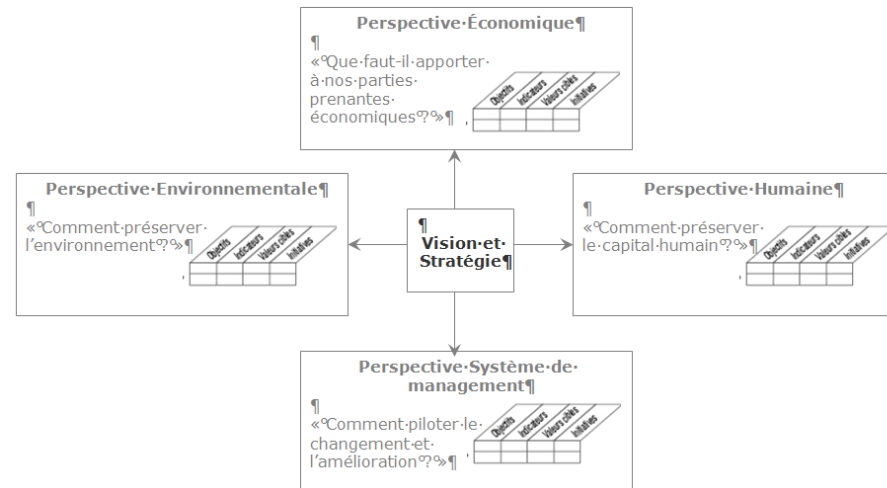 Perspective·Économique¶
¶
«°Que·faut-il·apporter·
à·nos·parties·
prenantes·
économiques°?°»¶
Objectifs
Indicateurs
Valeurs cibles
Initiatives
Perspective·Environnementale¶
¶
«°Comment·préserver·
l'environnement°?°»¶
Objectifs
Indicateurs
Valeurs cibles
Initiatives
¶
Vision·et·
Stratégie¶
Perspective·Humaine¶
¶
«°Comment·préserver·
le·capital·humain°?°»¶
Objectifs
Indicateurs
Valeurs cibles
Initiatives
Perspective·Système·de·
management¶
¶
«°Comment·piloter·le·
changement·et·
l'amélioration°?°»¶
Objectifs
Indicateurs
Valeurs cibles
Initiatives